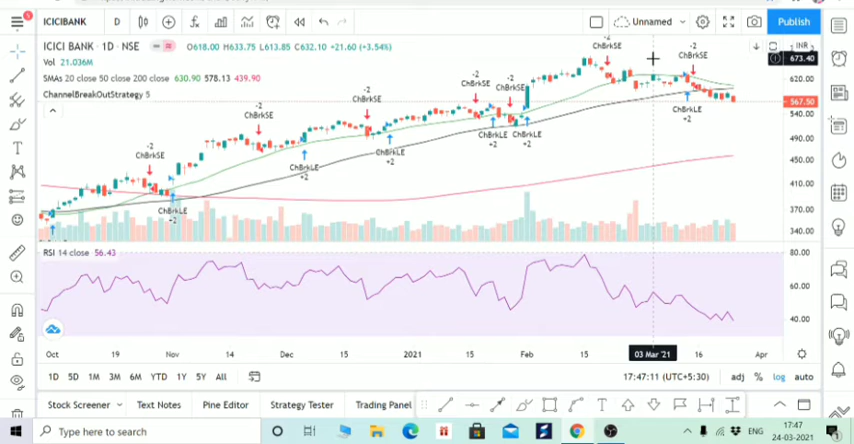 ICICIBANK D Unnamed Publish
ICICI BANK · 1D · NSE O618.00 H633.75 L613.85 C632.10 +21.60 (+3.54%)
Vol 21.036M
SMAs 20 close 50 close 200 close 630.90 578.13 439.90
ChannelBreakOutStrategy 5
INR
673.40
620.00
567.50
540.00
490.00
450.00
410.00
370.00
340.00
-2
ChBrkSE
-2
ChBrkSE
-2
ChBrkSE
-2
ChBrkSE
-2
ChBrkSE
-2
ChBrkSE
-2
ChBrkSE
ChBrkLE
+2
ChBrkLE
+2
ChBrkLE
+2
ChBrkLE
+2
ChBrkLE
+2
ChBrkLE
+2
RSI 14 close 56.43
80.00
60.00
40.00
Oct 19 Nov 14 Dec 15 2021 15 Feb 15 03 Mar '21 16 Apr
1D 5D 1M 3M 6M YTD 1Y 5Y All 17:47:11 (UTC+5:30) adj % log auto
Stock Screener Text Notes Pine Editor Strategy Tester Trading Panel
Type here to search ENG 17:47
24-03-2021